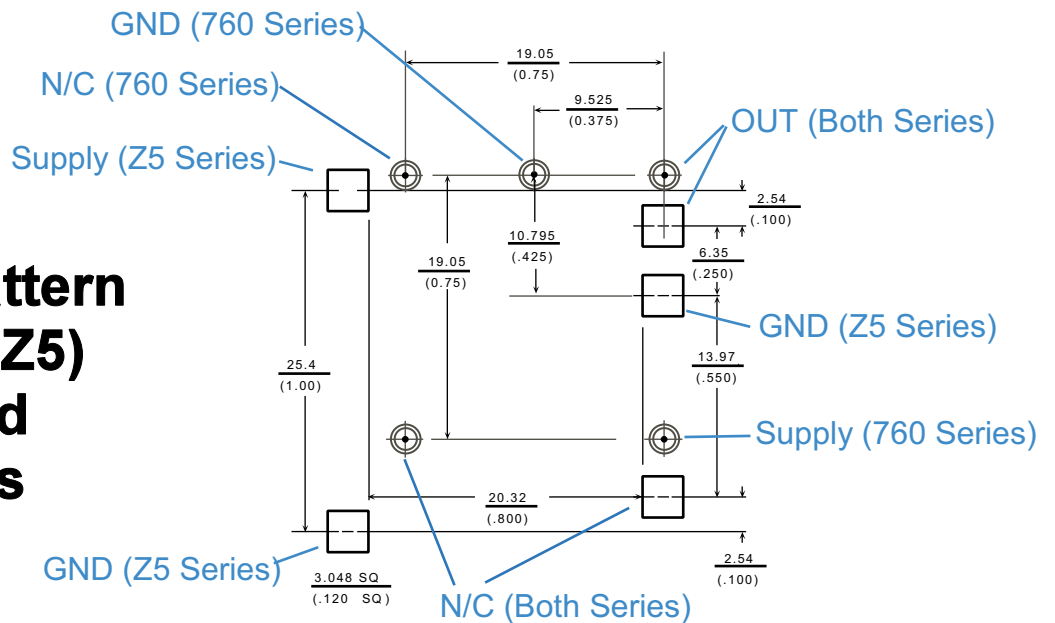 GND (760 Series)
N/C (760 Series)
Supply (Z5 Series)
19.05
(0.75)
9.525
(0.375)
OUT (Both Series)
2.54
(.100)
10.795
(.425)
6.35
(.250)
19.05
(0.75)
ttern
Z5)
d
s
GND (Z5 Series)
25.4
(1.00)
13.97
(.550)
Supply (760 Series)
20.32
(.800)
GND (Z5 Series)
3.048 SQ
(.120 SQ)
N/C (Both Series)
2.54
(.100)